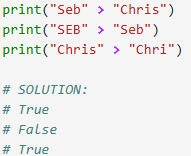 print("Seb" > "Chris")
print("SEB" > "Seb")
print("Chris" > "Chri")
# SOLUTION:
# True
# False
# True